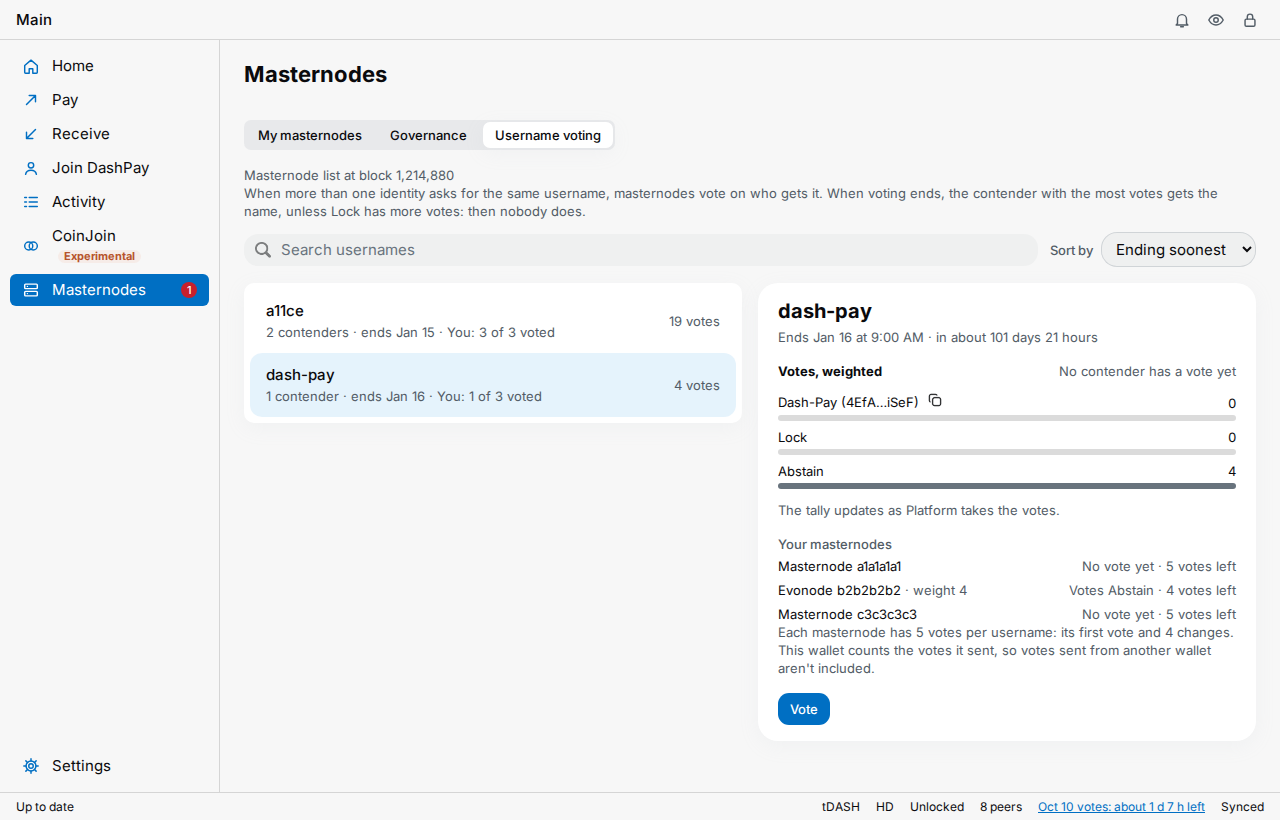 Main
Home
Pay
Receive
Join DashPay
Activity
CoinJoin
Experimental
Masternodes 1
Settings
Masternodes
My masternodes Governance Username voting
Masternode list at block 1,214,880
When more than one identity asks for the same username, masternodes vote on who gets it. When voting ends, the contender with the most votes gets the
name, unless Lock has more votes: then nobody does.
Search usernames Sort by Ending soonest
a11ce
2 contenders · ends Jan 15 · You: 3 of 3 voted 19 votes
dash-pay
1 contender · ends Jan 16 · You: 1 of 3 voted 4 votes
dash-pay
Ends Jan 16 at 9:00 AM · in about 101 days 21 hours
Votes, weighted No contender has a vote yet
Dash-Pay (4EfA…iSeF) 0
Lock 0
Abstain 4
The tally updates as Platform takes the votes.
Your masternodes
Masternode a1a1a1a1 No vote yet · 5 votes left
Evonode b2b2b2b2 · weight 4 Votes Abstain · 4 votes left
Masternode c3c3c3c3 No vote yet · 5 votes left
Each masternode has 5 votes per username: its first vote and 4 changes.
This wallet counts the votes it sent, so votes sent from another wallet
aren't included.
Vote
Up to date tDASH HD Unlocked 8 peers Oct 10 votes: about 1 d 7 h left Synced